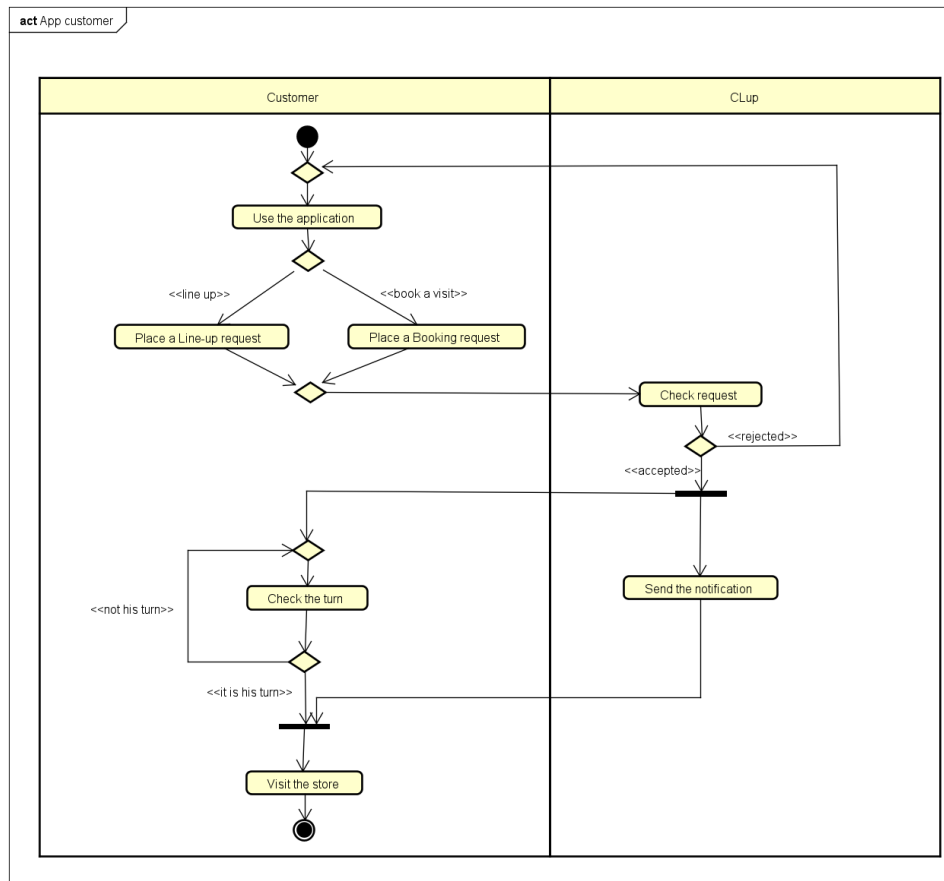 act App customer
Customer
CLup
Use the application
<<line up>>
<<book a visit>>
Place a Line-up request
Place a Booking request
Check request
<<rejected>>
<<accepted>>
Send the notification
Check the turn
<<not his turn>>
<<it is his turn>>
Visit the store